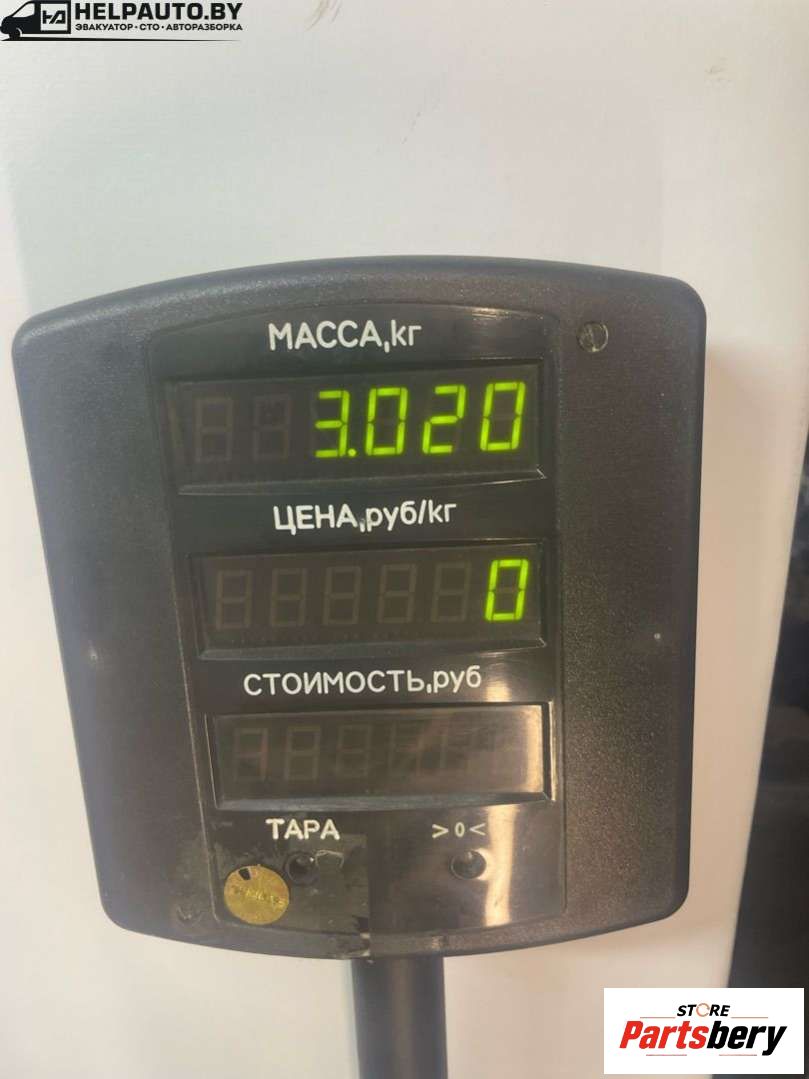 HELPAUTO.BY
ЭВАКУАТОР • СТО • АВТОРАЗБОРКА
МАССА,кг
3.020
ЦЕНА,руб/кг
0
СТОИМОСТЬ,руб
ТАРА >0<
STORE
Partsbery